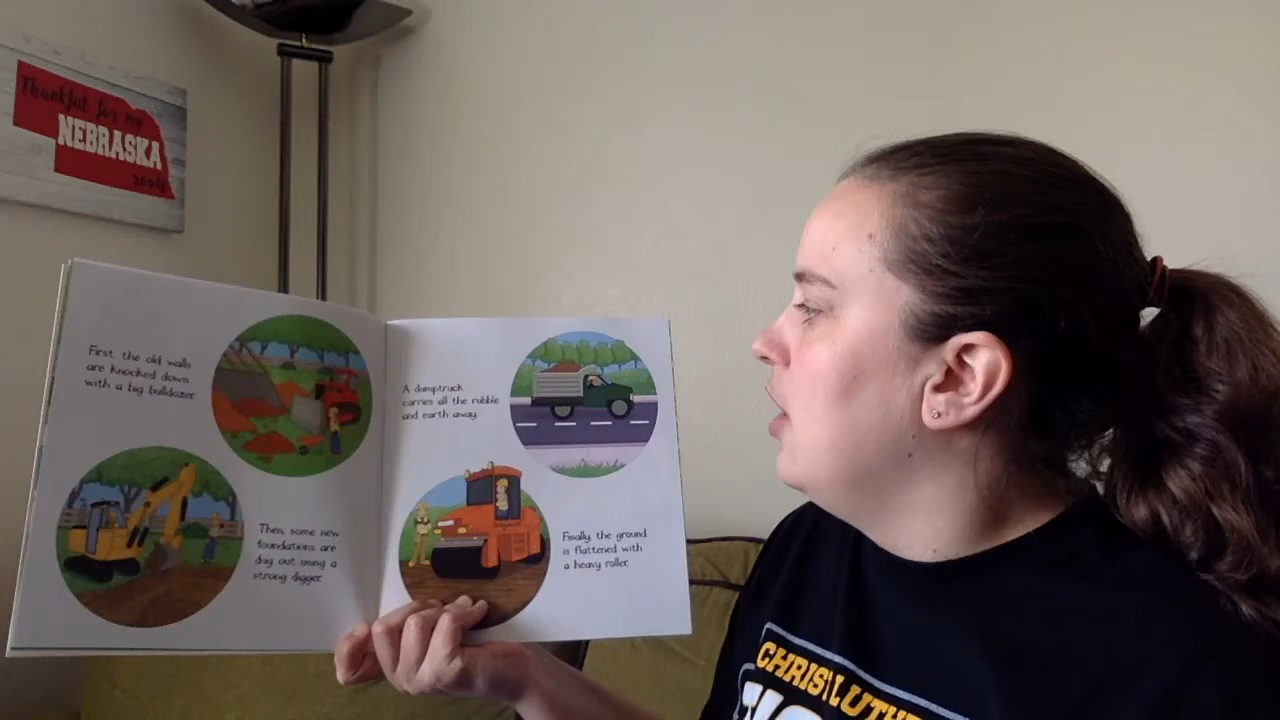 Thankful for my
NEBRASKA
roots
First, the old walls
are knocked down
with a big bulldozer.
Then, some new
foundations are
dug out using a
strong digger.
A dumptruck
carries all the rubble
and earth away.
Finally, the ground
is flattened with
a heavy roller.
CHRIST LUTHE